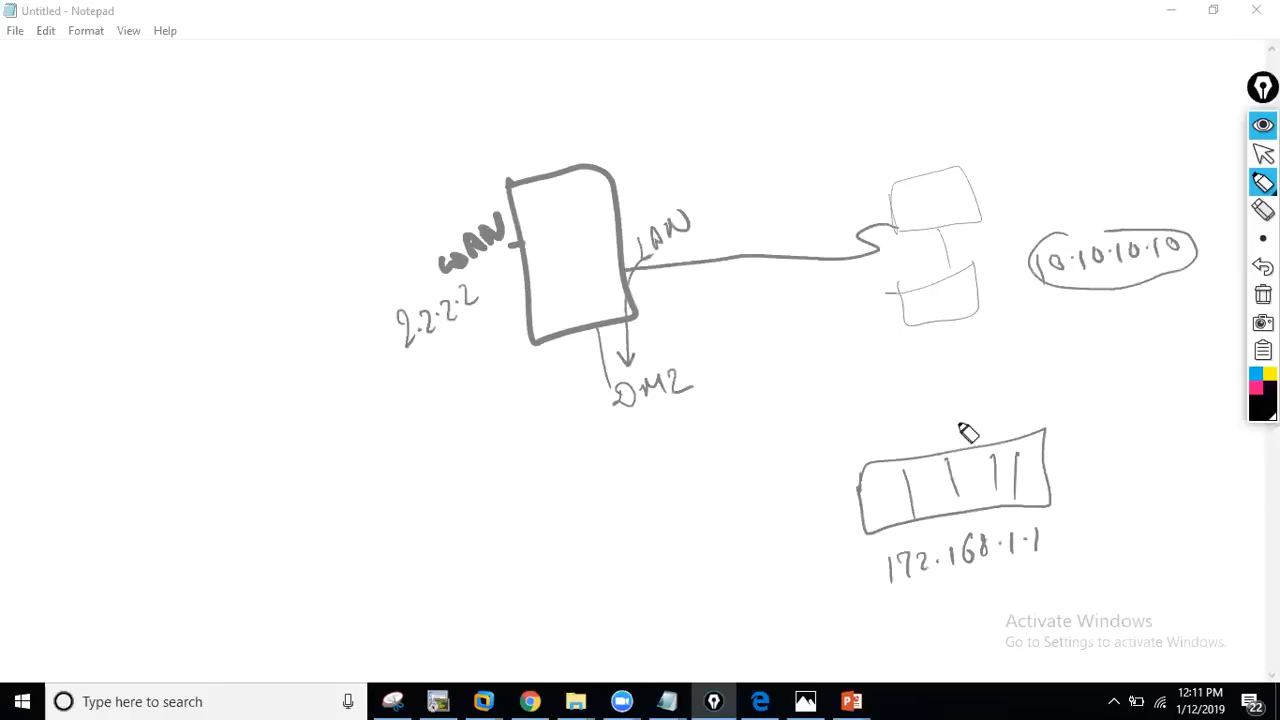 Untitled - Notepad
File Edit Format View Help
WAN
LAN
10.10.10.10
2.2.2.2
DMZ
172.168.1.1
Activate Windows
Go to Settings to activate Windows.
Type here to search
12:11 PM
1/12/2019
22